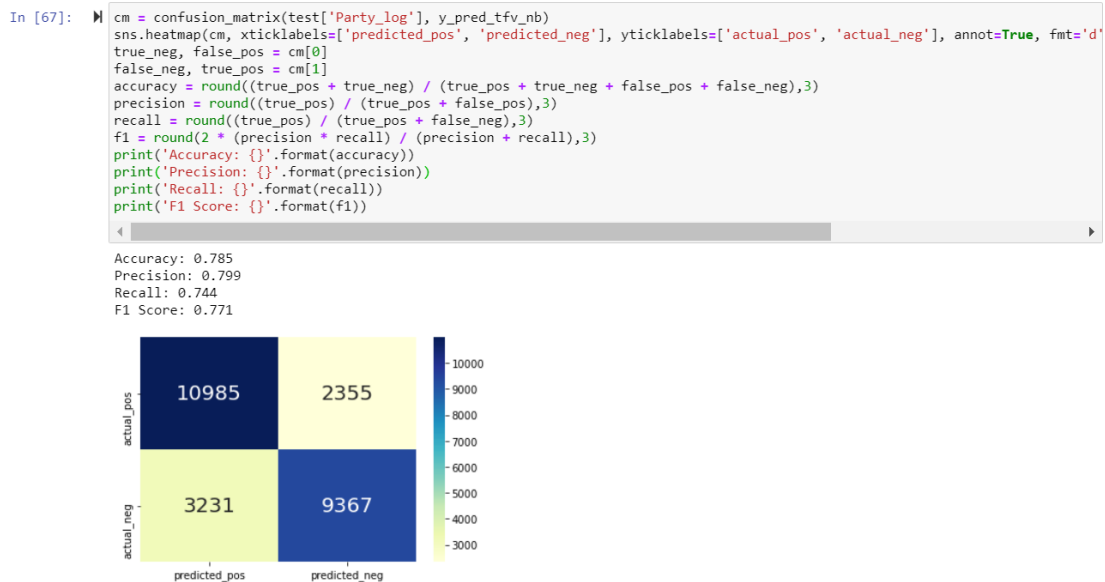 In [67]:
cm = confusion_matrix(test['Party_log'], y_pred_tfv_nb)
sns.heatmap(cm, xticklabels=['predicted_pos', 'predicted_neg'], yticklabels=['actual_pos', 'actual_neg'], annot=True, fmt='d'
true_neg, false_pos = cm[0]
false_neg, true_pos = cm[1]
accuracy = round((true_pos + true_neg) / (true_pos + true_neg + false_pos + false_neg),3)
precision = round((true_pos) / (true_pos + false_pos),3)
recall = round((true_pos) / (true_pos + false_neg),3)
f1 = round(2 * (precision * recall) / (precision + recall),3)
print('Accuracy: {}'.format(accuracy))
print('Precision: {}'.format(precision))
print('Recall: {}'.format(recall))
print('F1 Score: {}'.format(f1))
Accuracy: 0.785
Precision: 0.799
Recall: 0.744
F1 Score: 0.771
actual_pos
10985 2355
actual_neg
3231 9367
predicted_pos predicted_neg
10000
9000
8000
7000
6000
5000
4000
3000